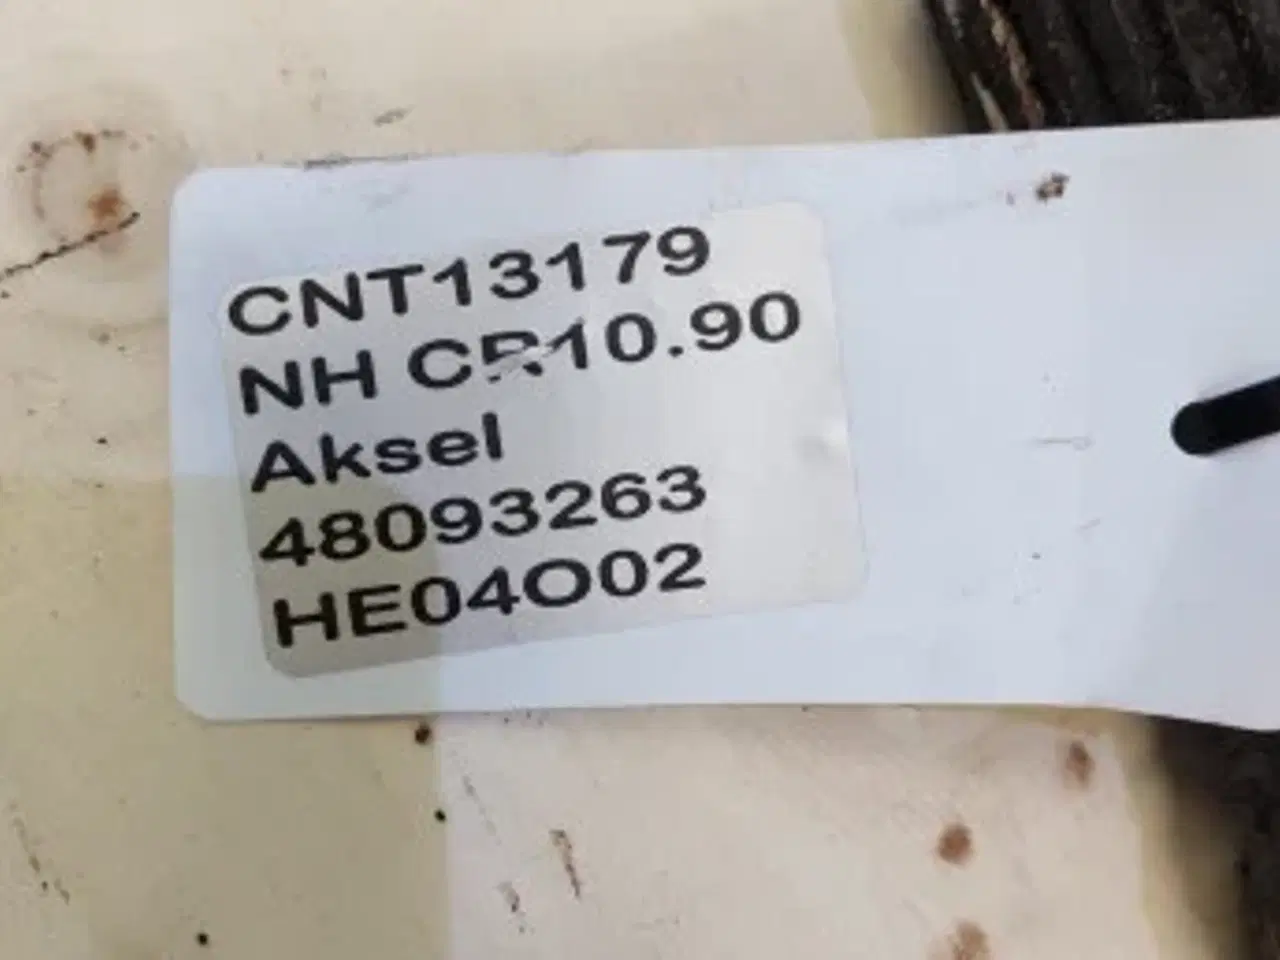 CNT13179
NH CR10.90
Aksel
48093263
HE04O02